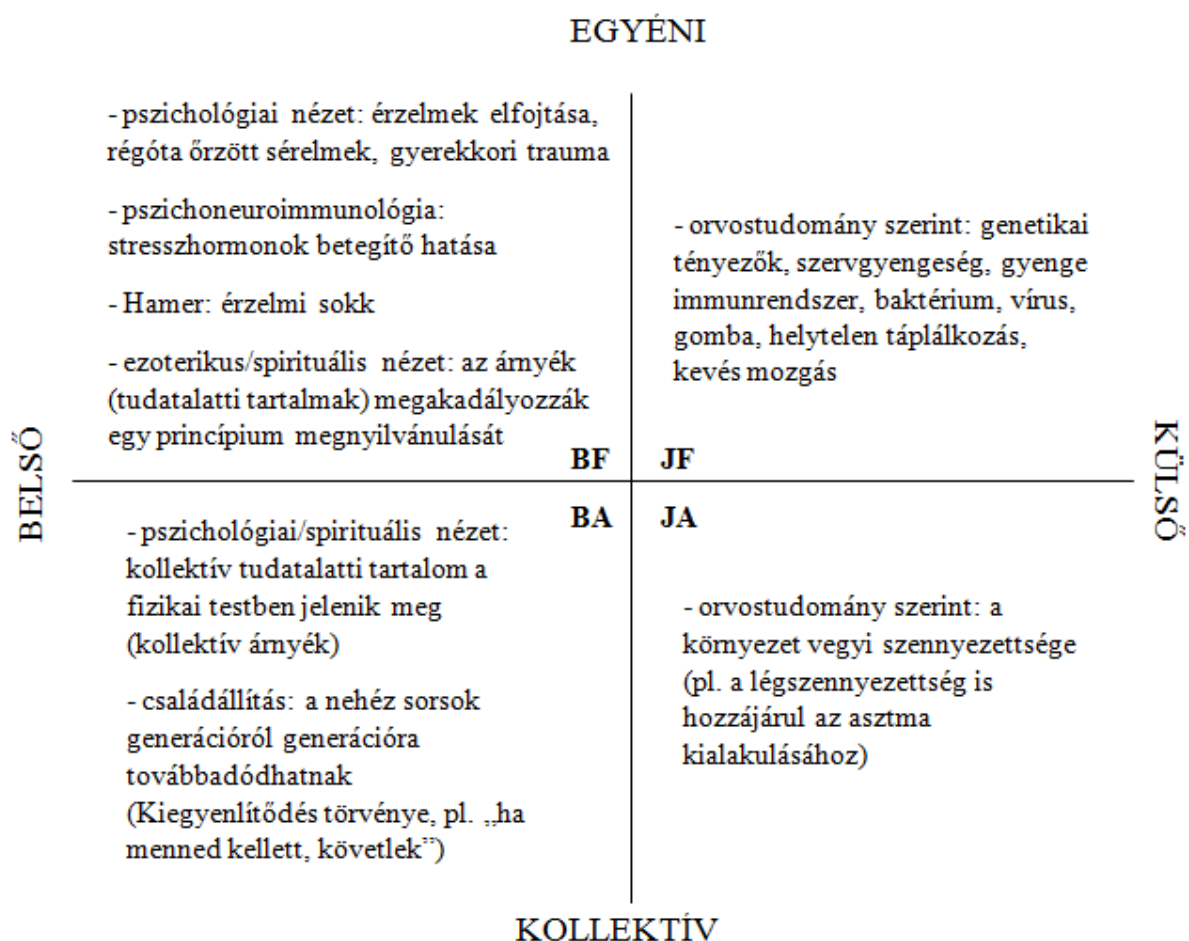 EGYÉNI
- pszichológiai nézet: érzelmek elfojtása,
régóta őrzött sérelmek, gyerekkori trauma
- pszichoneuroimmunológia:
stresszhormonok betegítő hatása
- Hamer: érzelmi sokk
- ezoterikus/spirituális nézet: az árnyék
(tudatalatti tartalmak) megakadályozzák
egy princípium megnyilvánulását
BF
- orvostudomány szerint: genetikai
tényezők, szervgyengeség, gyenge
immunrendszer, baktérium, vírus,
gomba, helytelen táplálkozás,
kevés mozgás
JF
BELSŐ
KÜLSŐ
BA
- pszichológiai/spirituális nézet:
kollektív tudatalatti tartalom a
fizikai testben jelenik meg
(kollektív árnyék)
- családállítás: a nehéz sorsok
generációról generációra
továbbadódhatnak
(Kiegyenlítődés törvénye, pl. „ha
menned kellett, követlek”)
JA
- orvostudomány szerint: a
környezet vegyi szennyezettsége
(pl. a légszennyezettség is
hozzájárul az asztma
kialakulásához)
KOLLEKTÍV